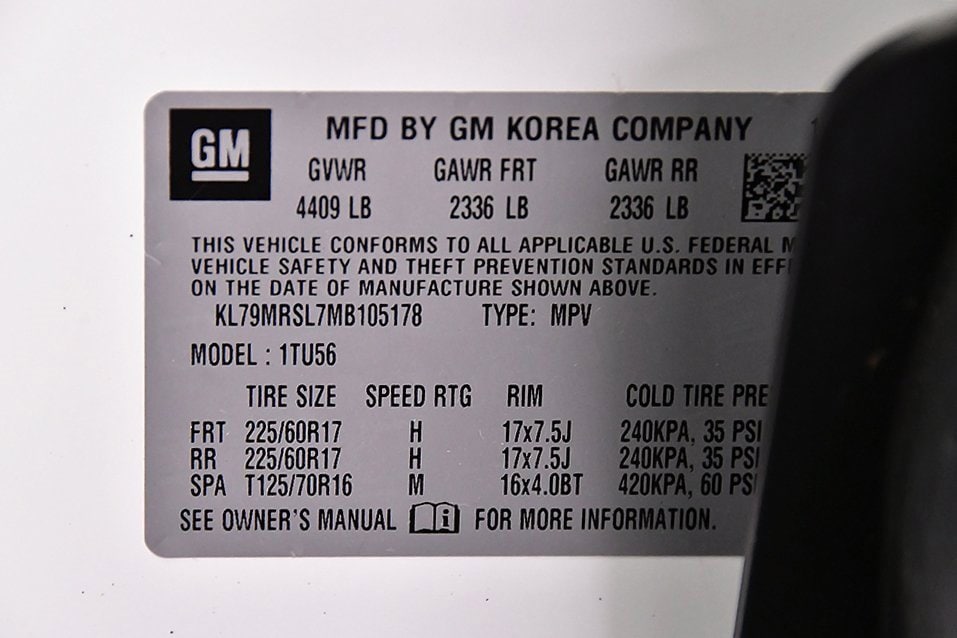 GM
MFD BY GM KOREA COMPANY
GVWR GAWR FRT GAWR RR
4409 LB 2336 LB 2336 LB
THIS VEHICLE CONFORMS TO ALL APPLICABLE U.S. FEDERAL
VEHICLE SAFETY AND THEFT PREVENTION STANDARDS IN
ON THE DATE OF MANUFACTURE SHOWN ABOVE.
KL79MRSL7MB105178 TYPE: MPV
MODEL : 1TU56
TIRE SIZE SPEED RTG RIM COLD TIRE PRE
FRT 225/60R17 H 17x7.5J 240KPA, 35 PSI
RR 225/60R17 H 17x7.5J 240KPA, 35 PSI
SPA T125/70R16 M 16x4.0BT 420KPA, 60 PSI
SEE OWNER'S MANUAL i FOR MORE INFORMATION.